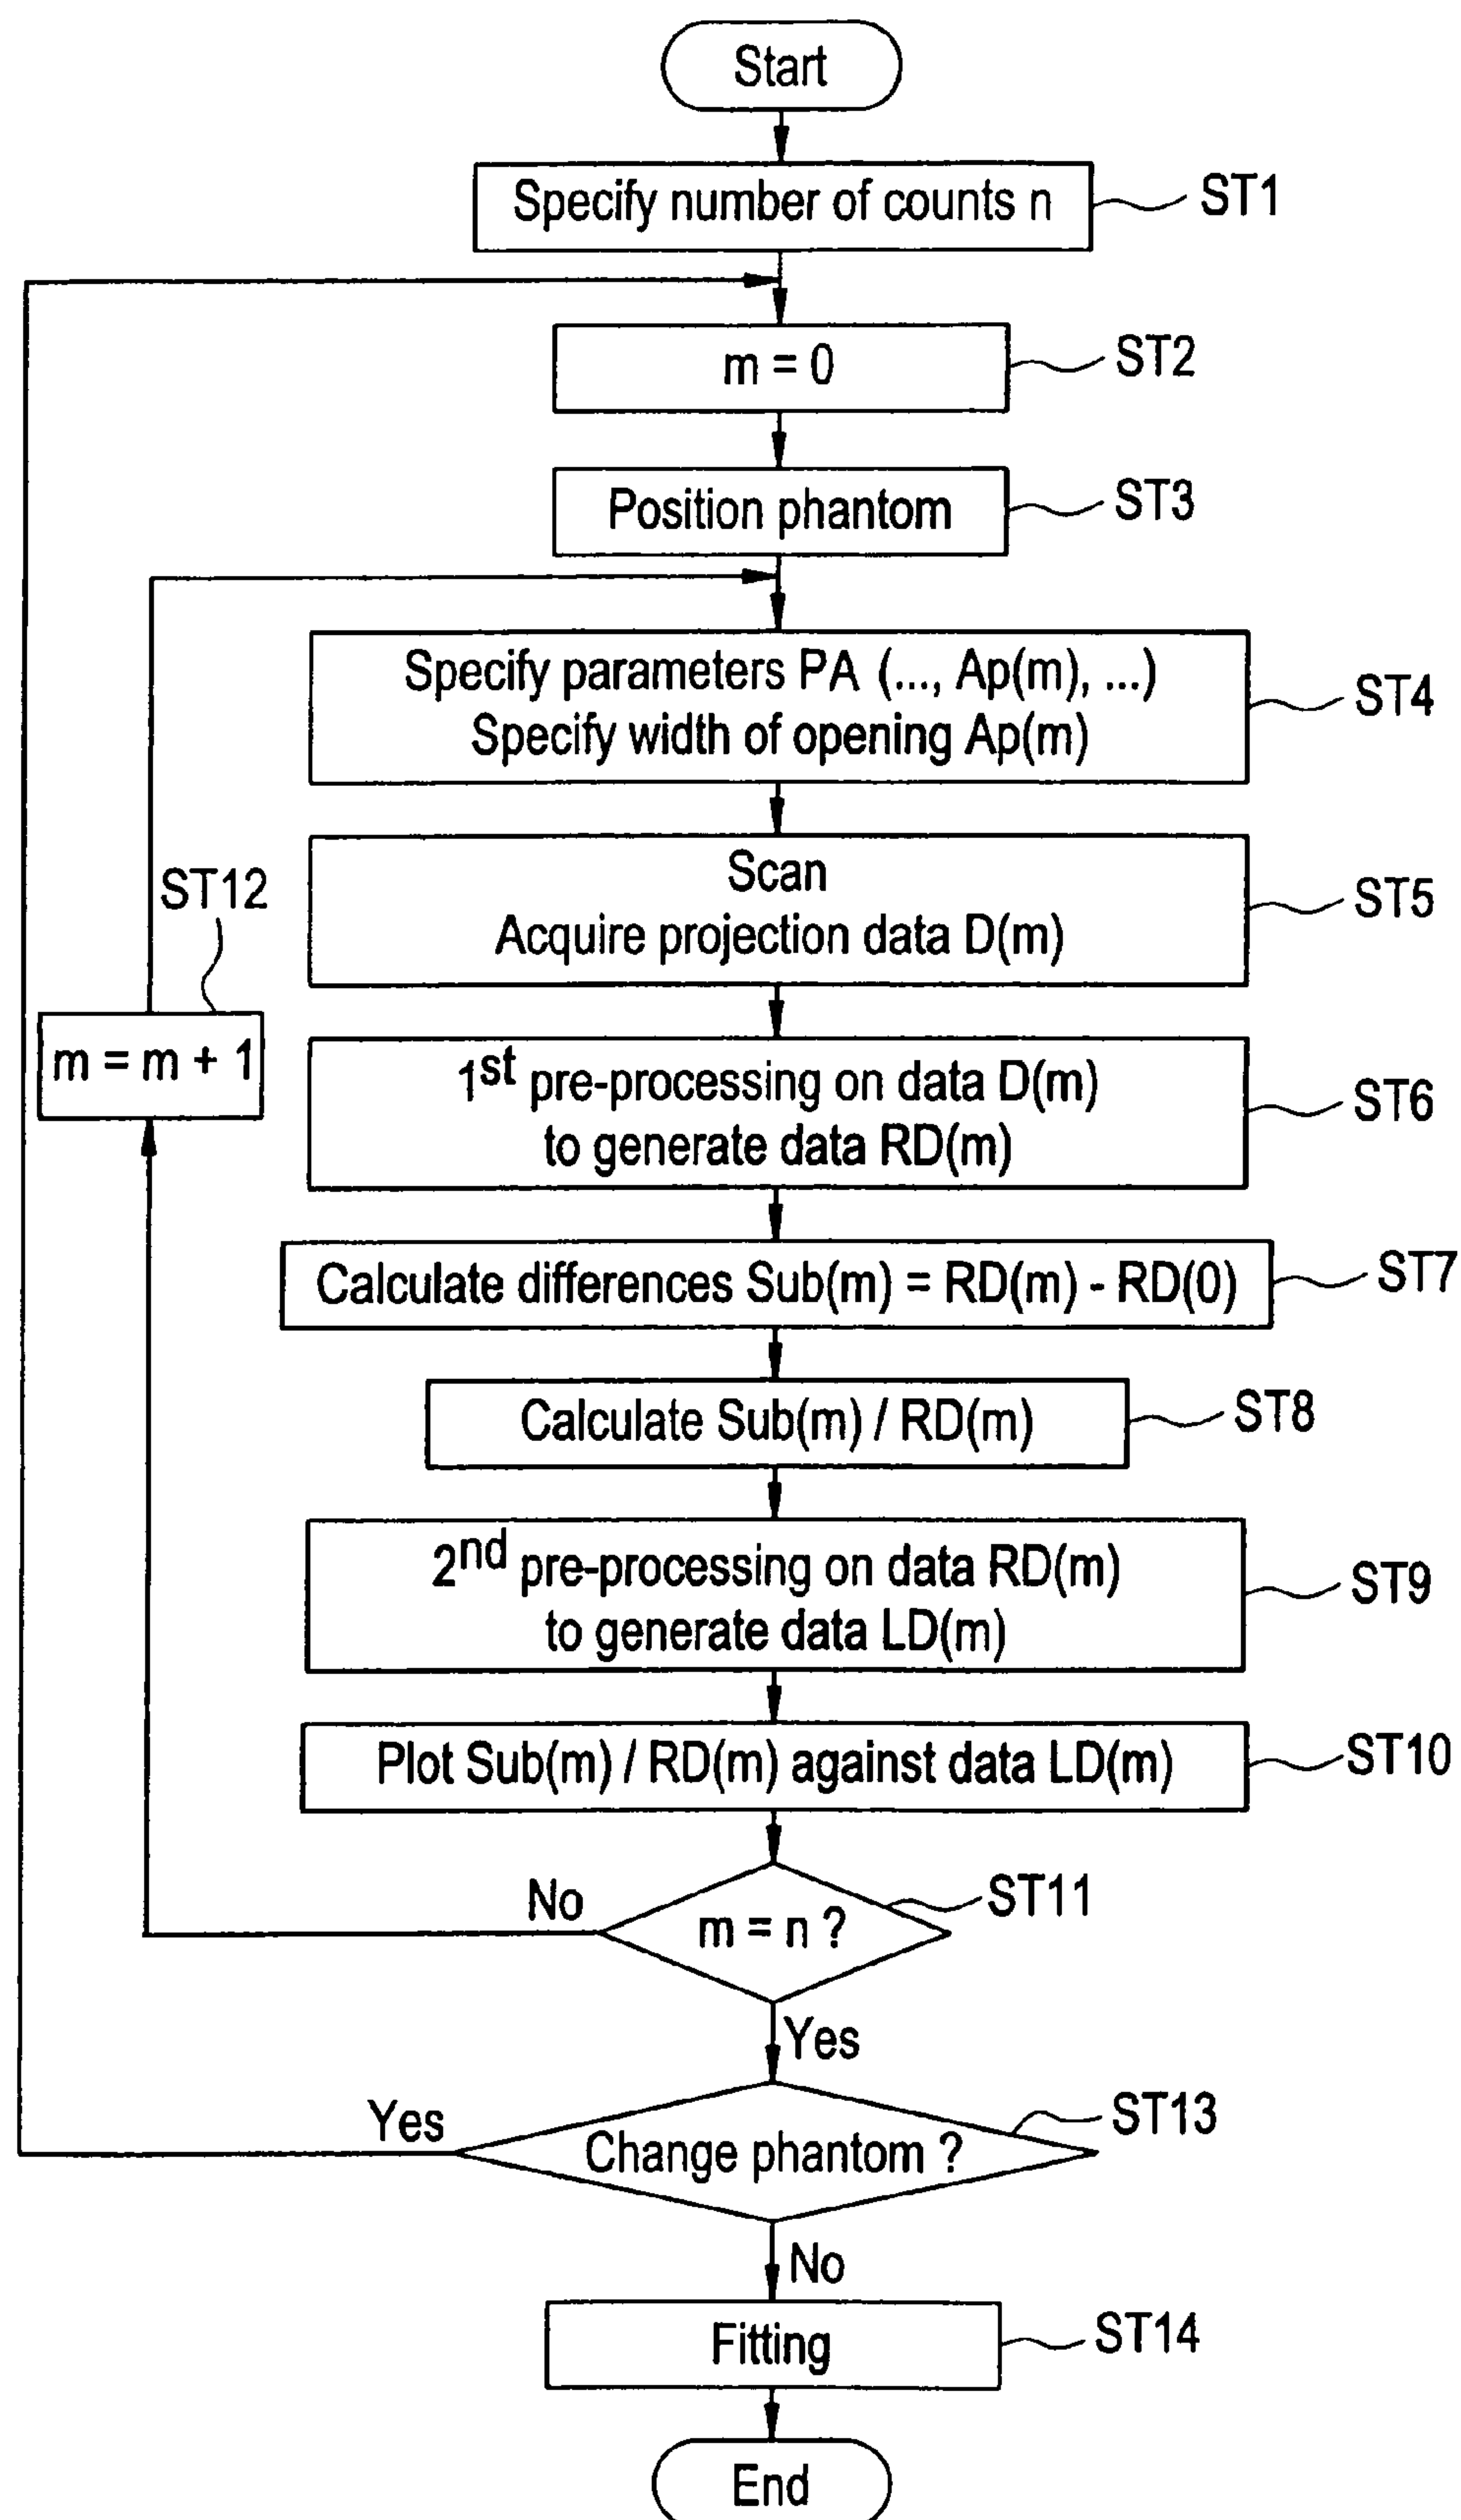 Start
Specify number of counts n
ST1
m = 0
ST2
Position phantom
ST3
Specify parameters PA (..., Ap(m), ...)
Specify width of opening Ap(m)
ST4
Scan
Acquire projection data D(m)
ST5
ST12
m = m + 1
1st pre-processing on data D(m)
to generate data RD(m)
ST6
Calculate differences Sub(m) = RD(m) - RD(0)
ST7
Calculate Sub(m) / RD(m)
ST8
2nd pre-processing on data RD(m)
to generate data LD(m)
ST9
Plot Sub(m) / RD(m) against data LD(m)
ST10
No
m = n ?
ST11
Yes
Yes
Change phantom ?
ST13
No
Fitting
ST14
End